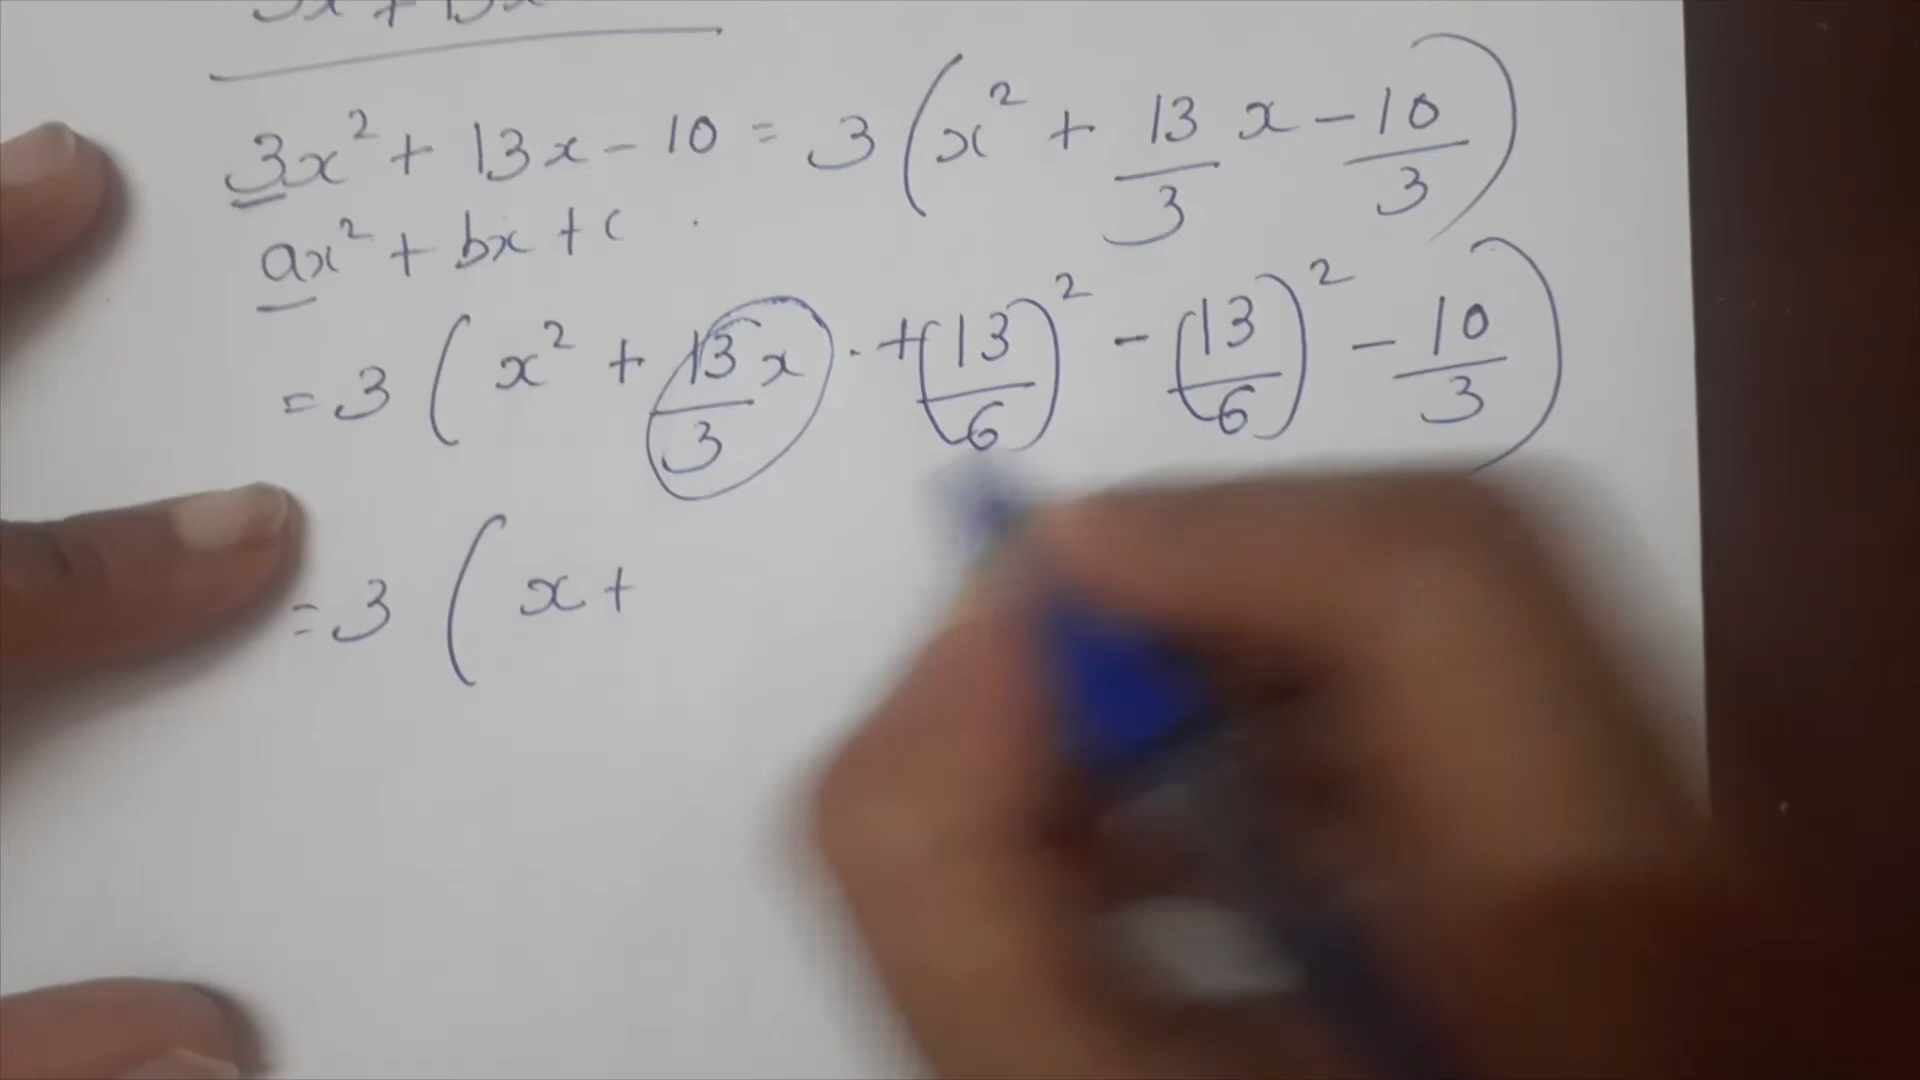 3x² + 13x - 10 = 3(x² + 13/3 x - 10/3)
ax² + bx + c
= 3(x² + 13/3 x + (13/6)² - (13/6)² - 10/3)
= 3(x +